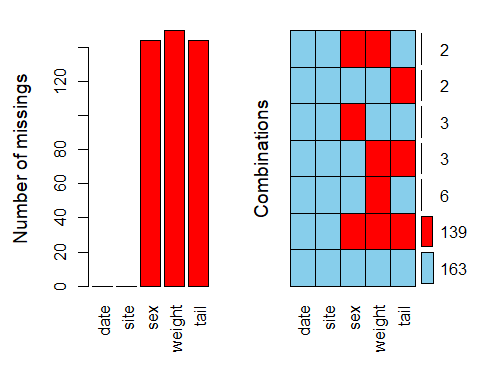 Number of missings
0
20
40
60
80
120
date
site
sex
weight
tail
Combinations
2
2
3
3
6
139
163
date
site
sex
weight
tail